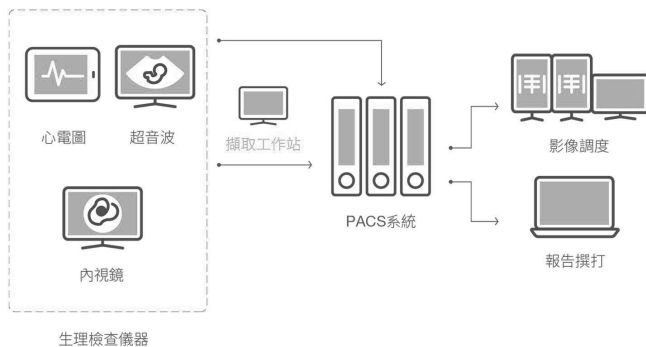 心電圖
超音波
內視鏡
生理檢查儀器
擷取工作站
PACS系統
影像調度
報告撰打